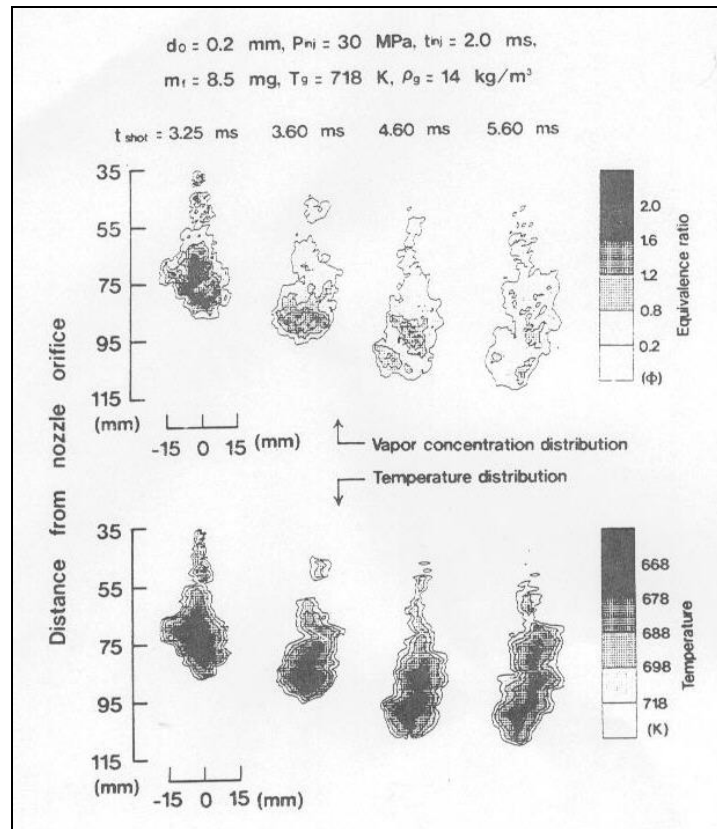 do = 0.2 mm, Pinj = 30 MPa, tinj = 2.0 ms,
mf = 8.5 mg, Tg = 718 K, ρg = 14 kg/m³
t shot = 3.25 ms 3.60 ms 4.60 ms 5.60 ms
Distance from nozzle orifice
35
55
75
95
115
(mm)
-15 0 15 (mm)
2.0
1.6
1.2
0.8
0.2
(Φ)
Equivalence ratio
Vapor concentration distribution
Temperature distribution
35
55
75
95
115
(mm)
-15 0 15 (mm)
668
678
688
698
718
(K)
Temperature